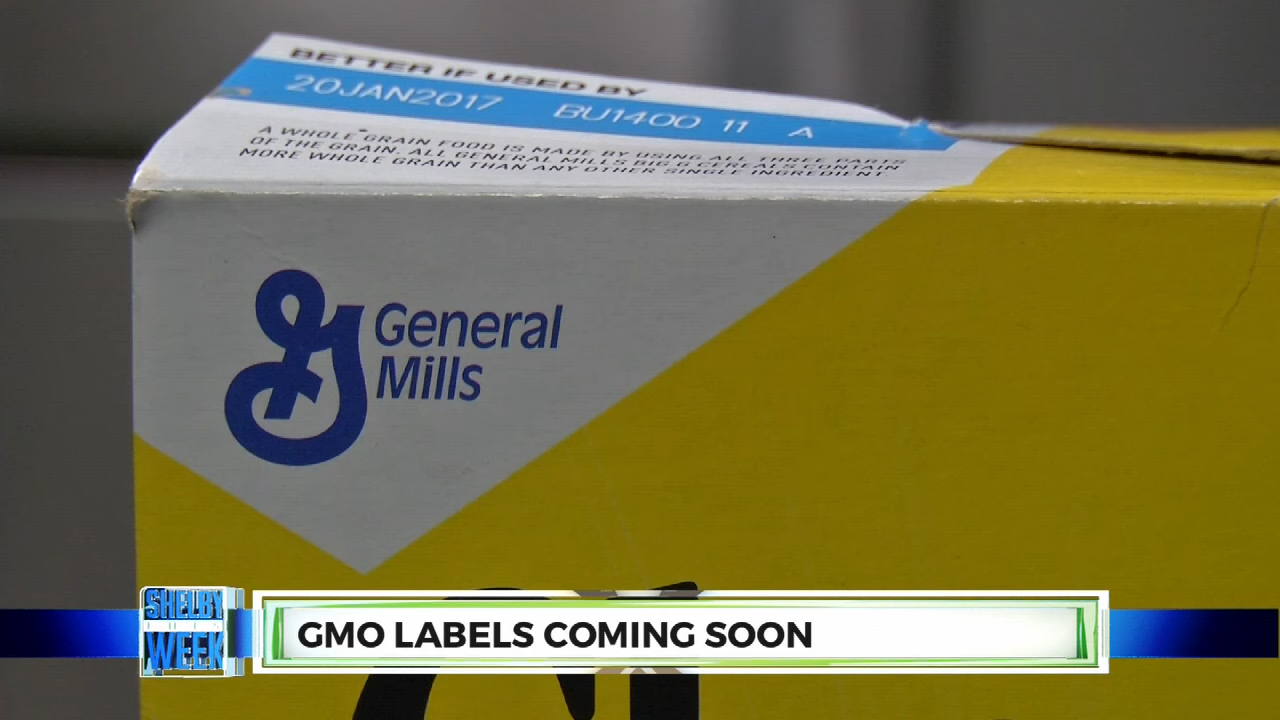 BETTER IF USED BY
20JAN2017 BU1400 11 A
A WHOLE GRAIN FOOD IS MADE BY USING ALL THREE PARTS
OF THE GRAIN. ALL GENERAL MILLS BIG G CEREALS CONTAIN
MORE WHOLE GRAIN THAN ANY OTHER SINGLE INGREDIENT
General
Mills
SHELBY
WEEK
GMO LABELS COMING SOON